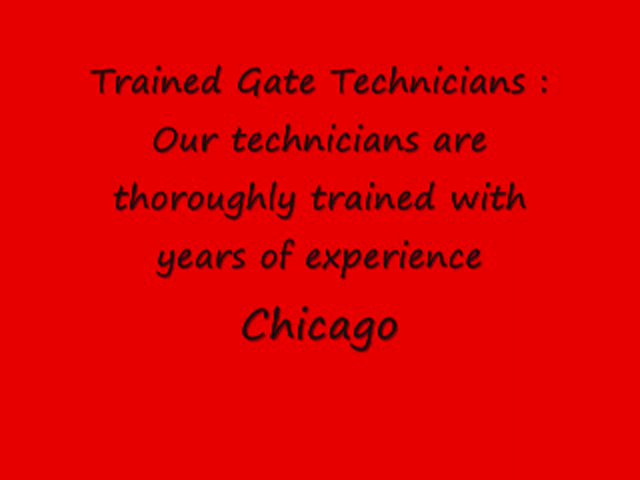 Trained Gate Technicians :
Our technicians are
thoroughly trained with
years of experience
Chicago